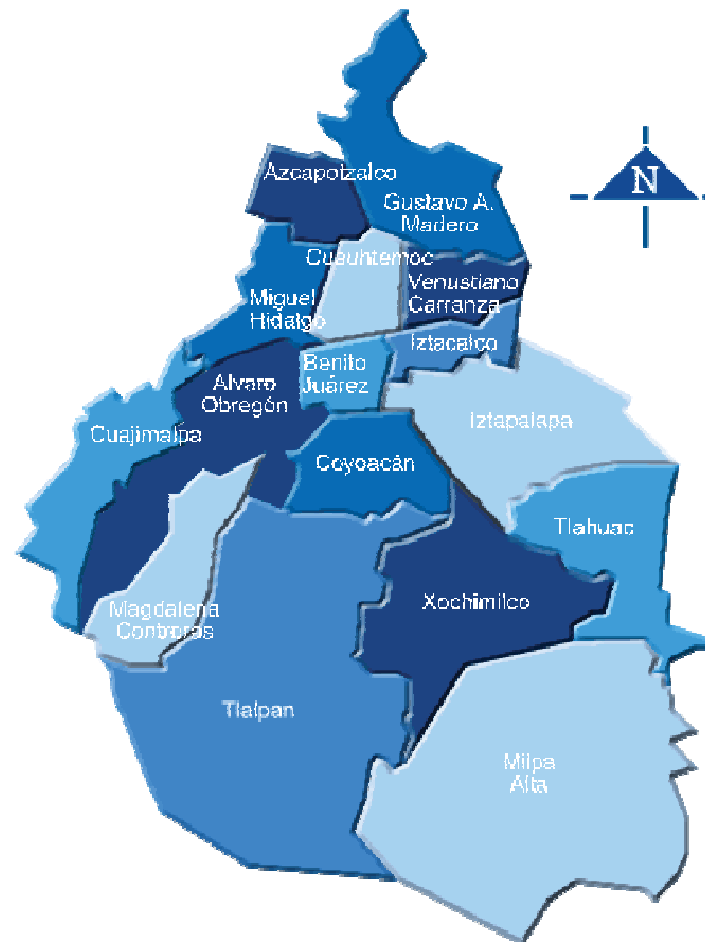 Azcapotzalco
N
Gustavo A.
Madero
Cuauhtemoc
Venustiano
Carranza
Miguel
Hidalgo
Iztacalco
Benito
Juárez
Alvaro
Obregón
Iztapalapa
Cuajimalpa
Coyoacán
Tlahuac
Magdalena
Contreras
Xochimilco
Tlalpan
Milpa
Alta